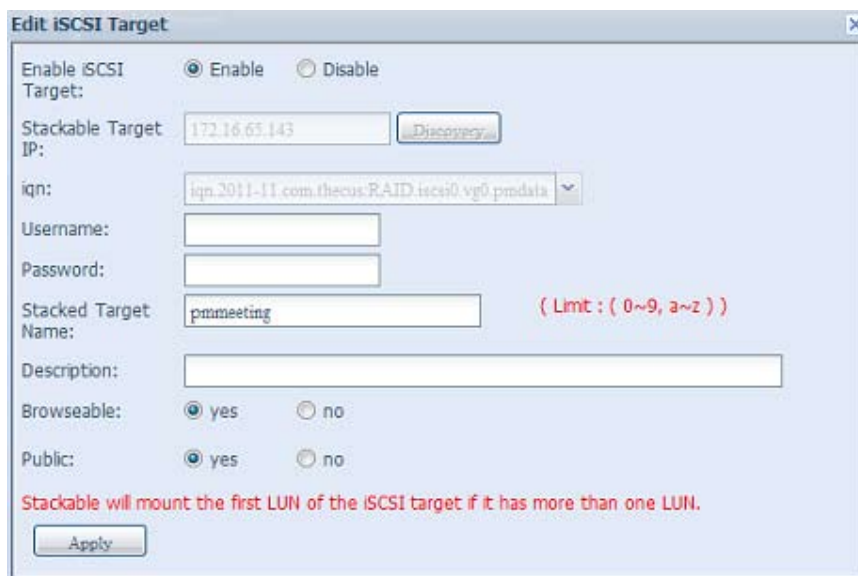 Edit iSCSI Target
Enable iSCSI Target: Enable Disable
Stackable Target IP: 172.16.65.143 Discovery
iqn: iqn.2011-11.com.thecus:RAID.iscsi0.vg0.pmdata
Username:
Password:
Stacked Target Name: pmmeeting ( Limit : ( 0~9, a~z ) )
Description:
Browseable: yes no
Public: yes no
Stackable will mount the first LUN of the iSCSI target if it has more than one LUN.
Apply